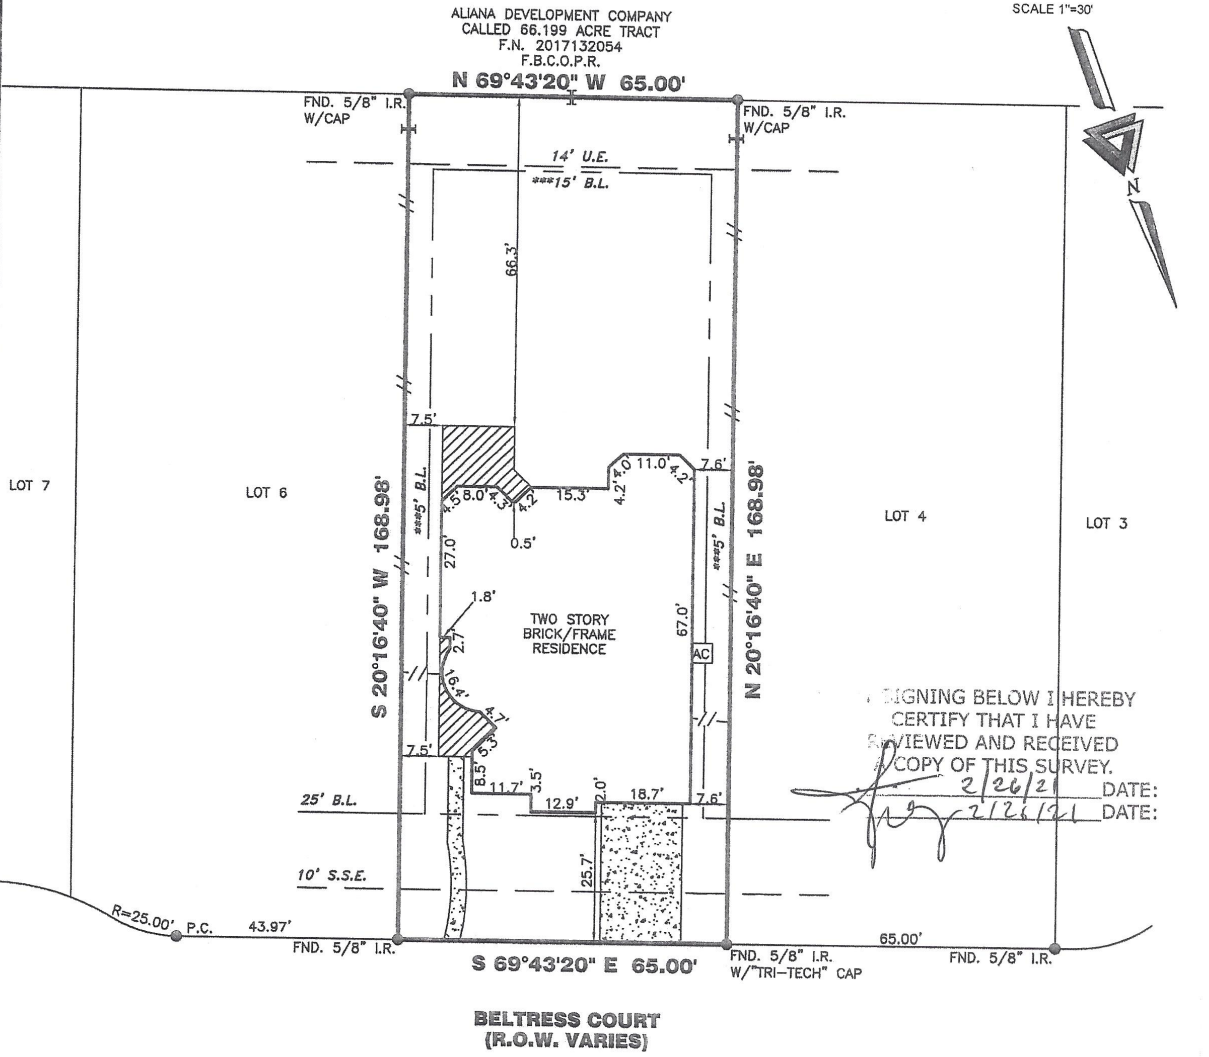 SCALE 1"=30'
ALIANA DEVELOPMENT COMPANY
CALLED 66.199 ACRE TRACT
F.N. 2017132054
F.B.C.O.P.R.
N 69°43'20" W 65.00'
FND. 5/8" I.R.
W/CAP
FND. 5/8" I.R.
W/CAP
N
14' U.E.
***15' B.L.
66.3'
7.5'
***5' B.L.
4.5'
8.0'
4.3'
4.2'
15.3'
4.2'
4.0'
11.0'
4.2'
7.6'
***5' B.L.
0.5'
27.0'
LOT 7
LOT 6
LOT 4
LOT 3
S 20°16'40" W 168.98'
N 20°16'40" E 168.98'
1.8'
2.7'
TWO STORY
BRICK/FRAME
RESIDENCE
67.0'
AC
16.4'
4.7'
5.3'
7.5'
8.5'
11.7'
3.5'
12.9'
2.0'
18.7'
7.6'
SIGNING BELOW I HEREBY
CERTIFY THAT I HAVE
REVIEWED AND RECEIVED
A COPY OF THIS SURVEY.
2/26/21 DATE:
2/26/21 DATE:
25' B.L.
25.7'
10' S.S.E.
R=25.00'
P.C.
43.97'
FND. 5/8" I.R.
S 69°43'20" E 65.00'
FND. 5/8" I.R.
W/"TRI-TECH" CAP
65.00'
FND. 5/8" I.R.
BELTRESS COURT
(R.O.W. VARIES)